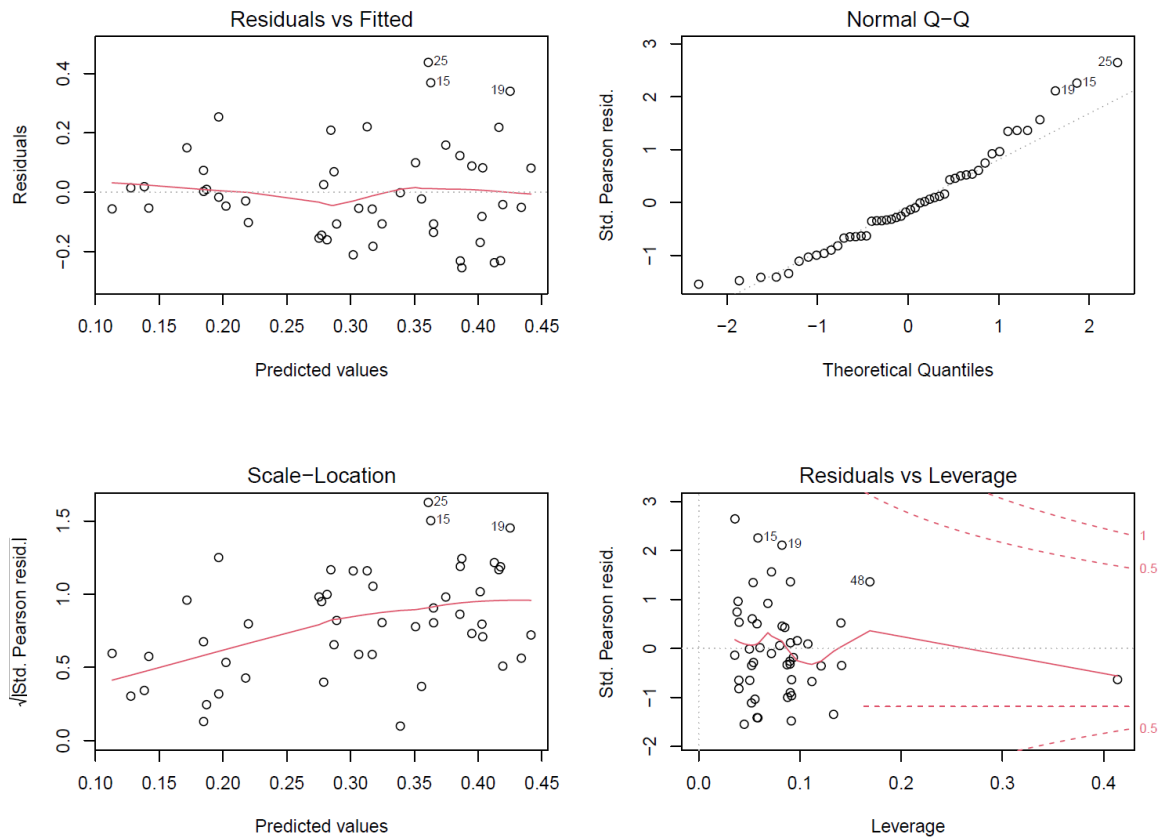 Residuals vs Fitted
Residuals
0.4
0.2
0.0
−0.2
25
15
19
0.10 0.15 0.20 0.25 0.30 0.35 0.40 0.45
Predicted values
Normal Q−Q
Std. Pearson resid.
3
2
1
0
−1
25
19
15
−2 −1 0 1 2
Theoretical Quantiles
Scale−Location
√|Std. Pearson resid.|
1.5
1.0
0.5
0.0
25
15
19
0.10 0.15 0.20 0.25 0.30 0.35 0.40 0.45
Predicted values
Residuals vs Leverage
Std. Pearson resid.
3
2
1
0
−1
−2
15
19
48
1
0.5
0.5
0.0 0.1 0.2 0.3 0.4
Leverage